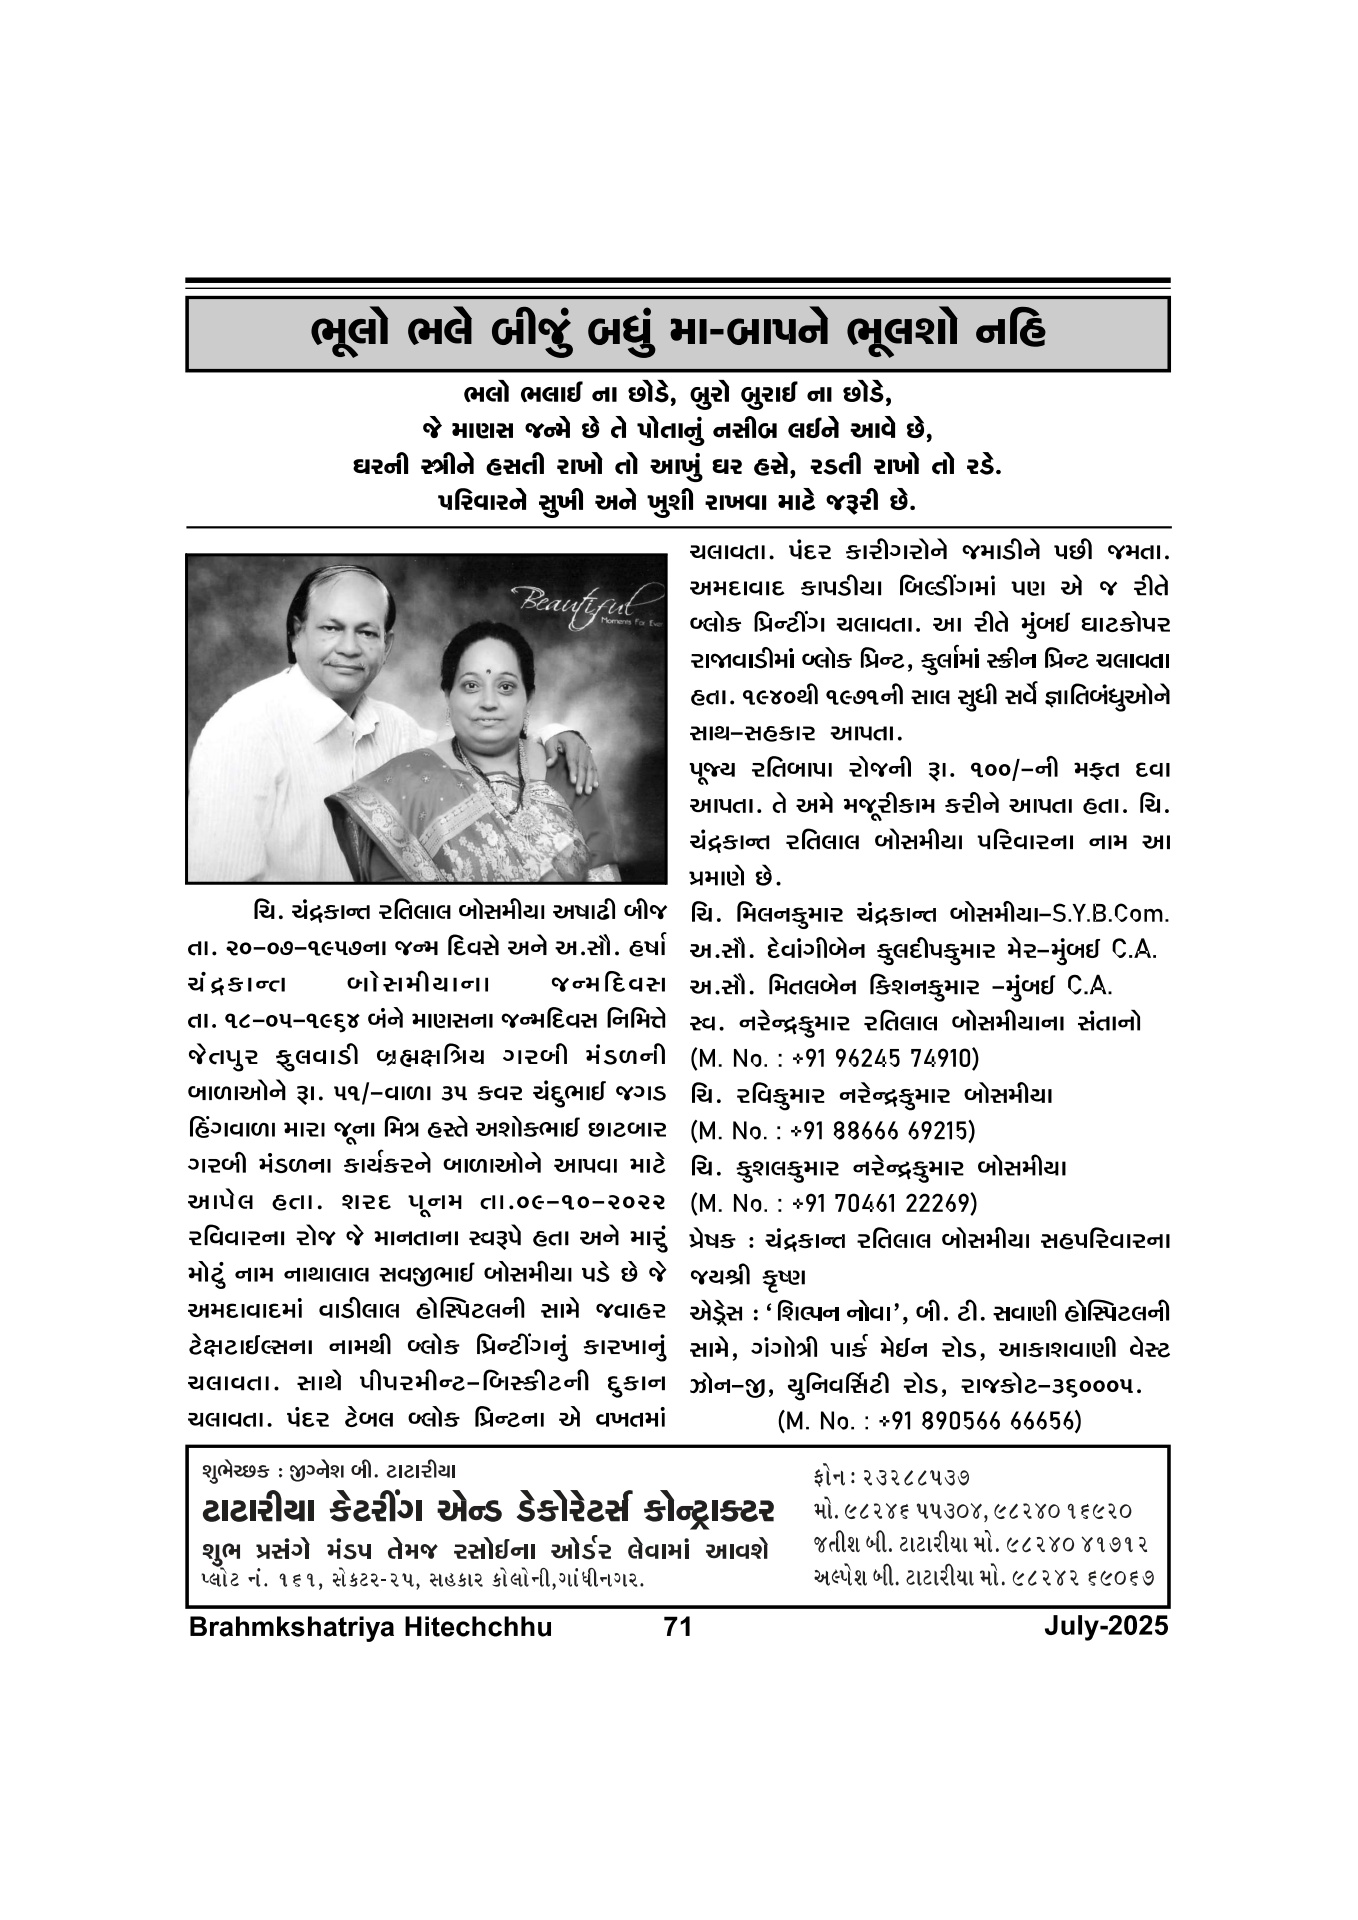 ભૂલો ભલે બીજું બધું મા-બાપને ભૂલશો નહિ
ભલો ભલાઈ ના છોડે, બુરો બુરાઈ ના છોડે,
જે માણસ જન્મે છે તે પોતાનું નસીબ લઈને આવે છે,
ઘરની સ્ત્રીને હસતી રાખો તો આખું ઘર હસે, રડતી રાખો તો રડે.
પરિવારને સુખી અને ખુશી રાખવા માટે જરૂરી છે.
Beautiful
Moments For Ever
ચિ. ચંદ્રકાન્ત રતિલાલ બોસમીયા અષાઢી બીજ
તા. ૨૦–૦૭–૧૯૫૭ના જન્મ દિવસે અને અ.સૌ. હર્ષા
ચંદ્રકાન્ત બોસમીયાના જન્મદિવસ
તા. ૧૮–૦૫–૧૯૬૪ બંને માણસના જન્મદિવસ નિમિત્તે
જેતપુર ફુલવાડી બ્રહ્મક્ષત્રિય ગરબી મંડળની
બાળાઓને રૂા. ૫૧/–વાળા ૩૫ કવર ચંદુભાઈ જગડ
હિંગવાળા મારા જૂના મિત્ર હસ્તે અશોકભાઈ છાટબાર
ગરબી મંડળના કાર્યકરને બાળાઓને આપવા માટે
આપેલ હતા. શરદ પૂનમ તા.૦૯–૧૦–૨૦૨૨
રવિવારના રોજ જે માનતાના સ્વરૂપે હતા અને મારું
મોટું નામ નાથાલાલ સવજીભાઈ બોસમીયા પડે છે જે
અમદાવાદમાં વાડીલાલ હોસ્પિટલની સામે જવાહર
ટેક્ષટાઈલ્સના નામથી બ્લોક પ્રિન્ટીંગનું કારખાનું
ચલાવતા. સાથે પીપરમીન્ટ–બિસ્કીટની દુકાન
ચલાવતા. પંદર ટેબલ બ્લોક પ્રિન્ટના એ વખતમાં
ચલાવતા. પંદર કારીગરોને જમાડીને પછી જમતા.
અમદાવાદ કાપડીયા બિલ્ડીંગમાં પણ એ જ રીતે
બ્લોક પ્રિન્ટીંગ ચલાવતા. આ રીતે મુંબઈ ઘાટકોપર
રાજાવાડીમાં બ્લોક પ્રિન્ટ, કુર્લામાં સ્ક્રીન પ્રિન્ટ ચલાવતા
હતા. ૧૯૪૦થી ૧૯૭૧ની સાલ સુધી સર્વે જ્ઞાતિબંધુઓને
સાથ–સહકાર આપતા.
પૂજ્ય રતિબાપા રોજની રૂા. ૧૦૦/–ની મફત દવા
આપતા. તે અમે મજૂરીકામ કરીને આપતા હતા. ચિ.
ચંદ્રકાન્ત રતિલાલ બોસમીયા પરિવારના નામ આ
પ્રમાણે છે.
ચિ. મિલનકુમાર ચંદ્રકાન્ત બોસમીયા–S.Y.B.Com.
અ.સૌ. દેવાંગીબેન કુલદીપકુમાર મેર–મુંબઈ C.A.
અ.સૌ. મિતલબેન કિશનકુમાર –મુંબઈ C.A.
સ્વ. નરેન્દ્રકુમાર રતિલાલ બોસમીયાના સંતાનો
(M. No. : +91 96245 74910)
ચિ. રવિકુમાર નરેન્દ્રકુમાર બોસમીયા
(M. No. : +91 88666 69215)
ચિ. કુશલકુમાર નરેન્દ્રકુમાર બોસમીયા
(M. No. : +91 70461 22269)
પ્રેષક : ચંદ્રકાન્ત રતિલાલ બોસમીયા સહપરિવારના
જયશ્રી કૃષ્ણ
એડ્રેસ : ‘શિલ્પન નોવા’, બી. ટી. સવાણી હોસ્પિટલની
સામે, ગંગોત્રી પાર્ક મેઈન રોડ, આકાશવાણી વેસ્ટ
ઝોન–જી, યુનિવર્સિટી રોડ, રાજકોટ–૩૬૦૦૦૫.
(M. No. : +91 890566 66656)
શુભેચ્છક : જીગ્નેશ બી. ટાટારીયા
ટાટારીયા કેટરીંગ એન્ડ ડેકોરેટર્સ કોન્ટ્રાક્ટર
શુભ પ્રસંગે મંડપ તેમજ રસોઈના ઓર્ડર લેવામાં આવશે
પ્લોટ નં. ૧૬૧, સેકટર-૨૫, સહકાર કોલોની,ગાંધીનગર.
ફોન : ૨૩૨૮૮૫૩૭
મો. ૯૮૨૪૬ ૫૫૩૦૪, ૯૮૨૪૦ ૧૬૯૨૦
જતીશ બી. ટાટારીયા મો. ૯૮૨૪૦ ૪૧૭૧૨
અલ્પેશ બી. ટાટારીયા મો. ૯૮૨૪૨ ૬૯૦૬૭
Brahmkshatriya Hitechchhu 71 July-2025